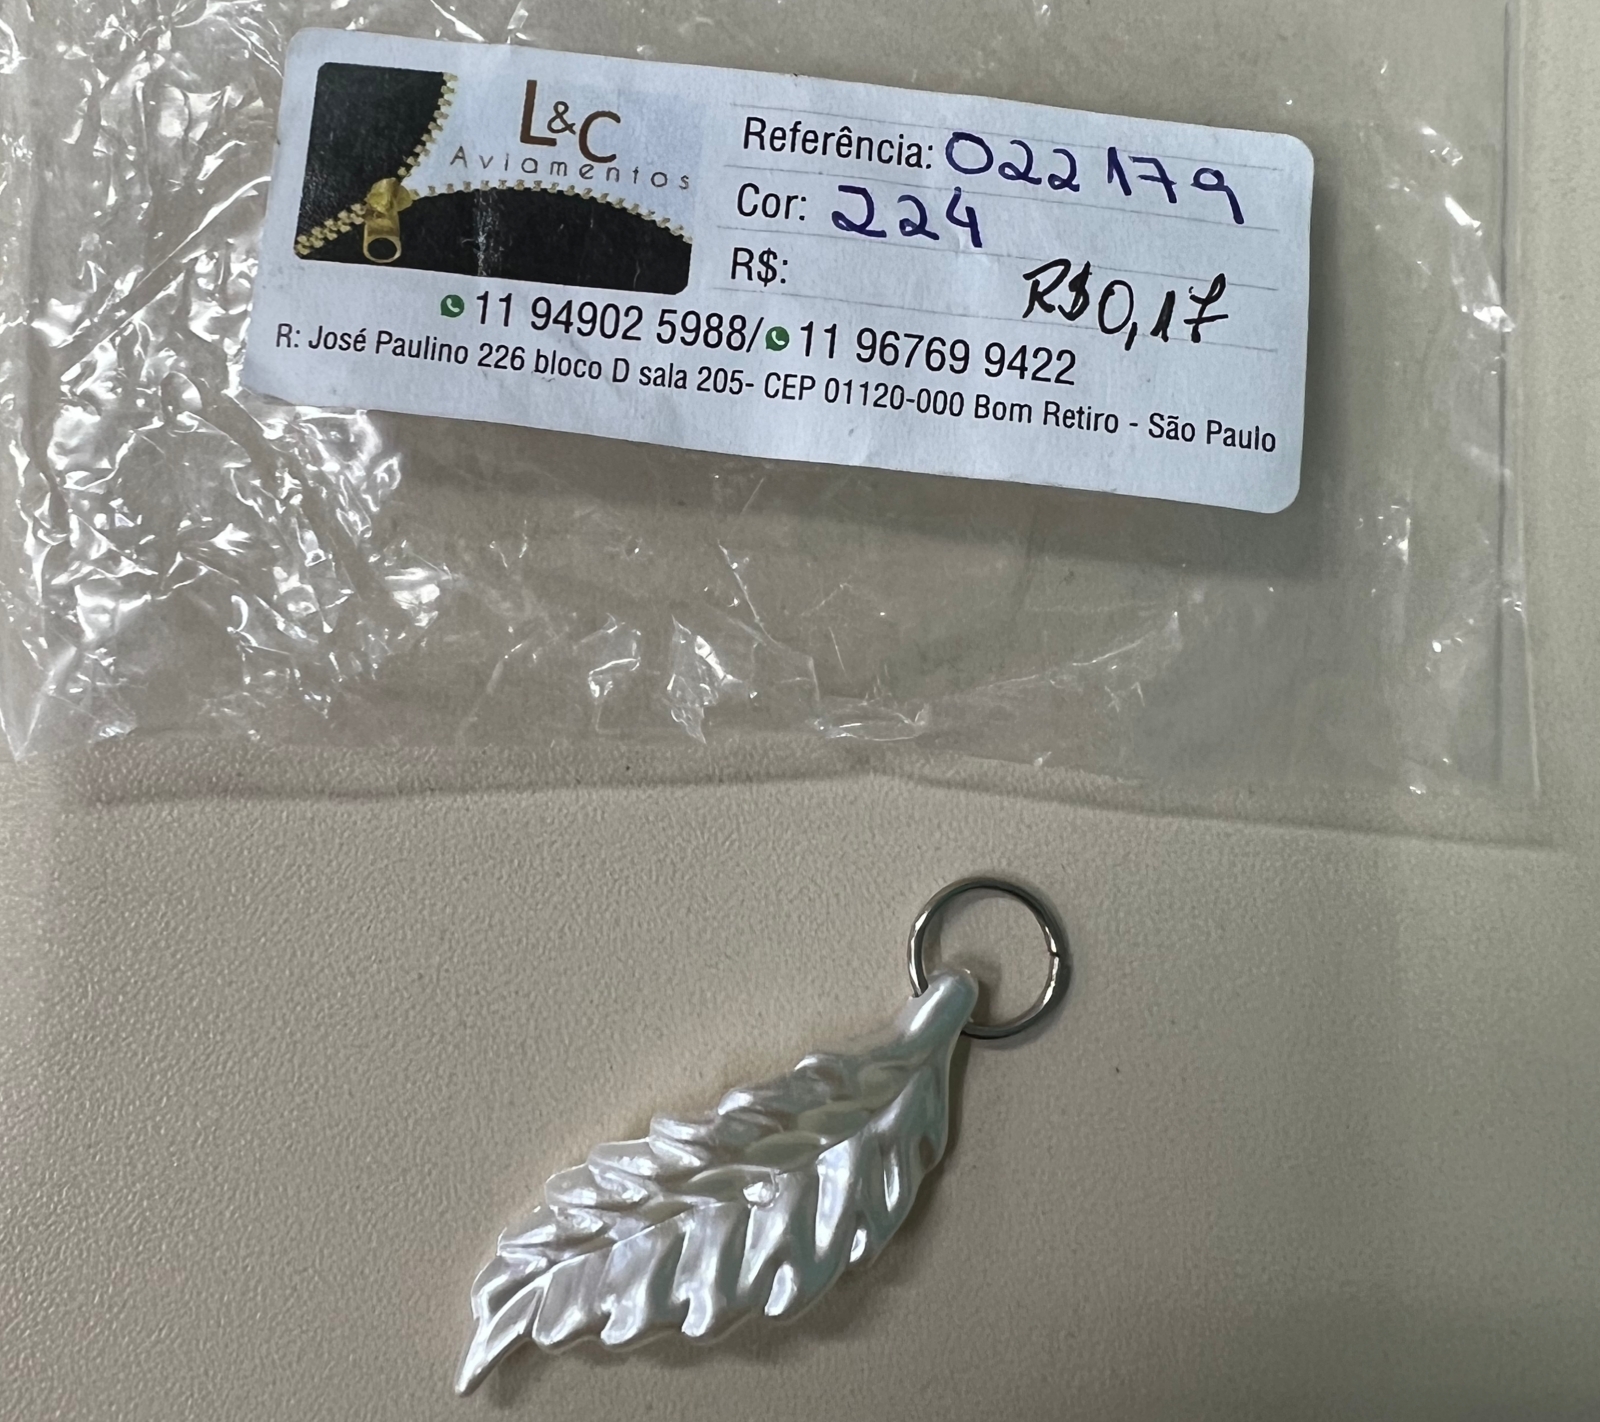 L&C
Aviamentos
Referência: 022179
Cor: 224
R$: R$0,17
11 94902 5988/ 11 96769 9422
R: José Paulino 226 bloco D sala 205- CEP 01120-000 Bom Retiro - São Paulo